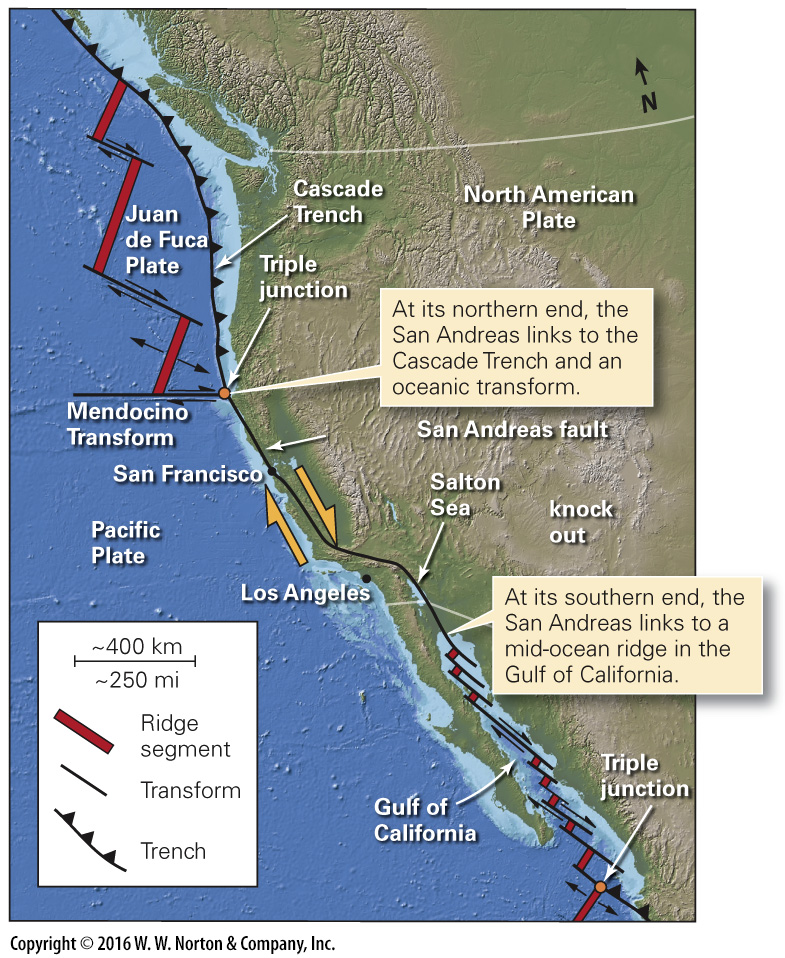 N
Cascade
Trench
North American
Plate
Juan
de Fuca
Plate
Triple
junction
At its northern end, the
San Andreas links to the
Cascade Trench and an
oceanic transform.
Mendocino
Transform
San Andreas fault
San Francisco
Salton
Sea
knock
out
Pacific
Plate
Los Angeles
At its southern end, the
San Andreas links to a
mid-ocean ridge in the
Gulf of California.
~400 km
~250 mi
Ridge
segment
Transform
Trench
Triple
junction
Gulf of
California
Copyright © 2016 W. W. Norton & Company, Inc.